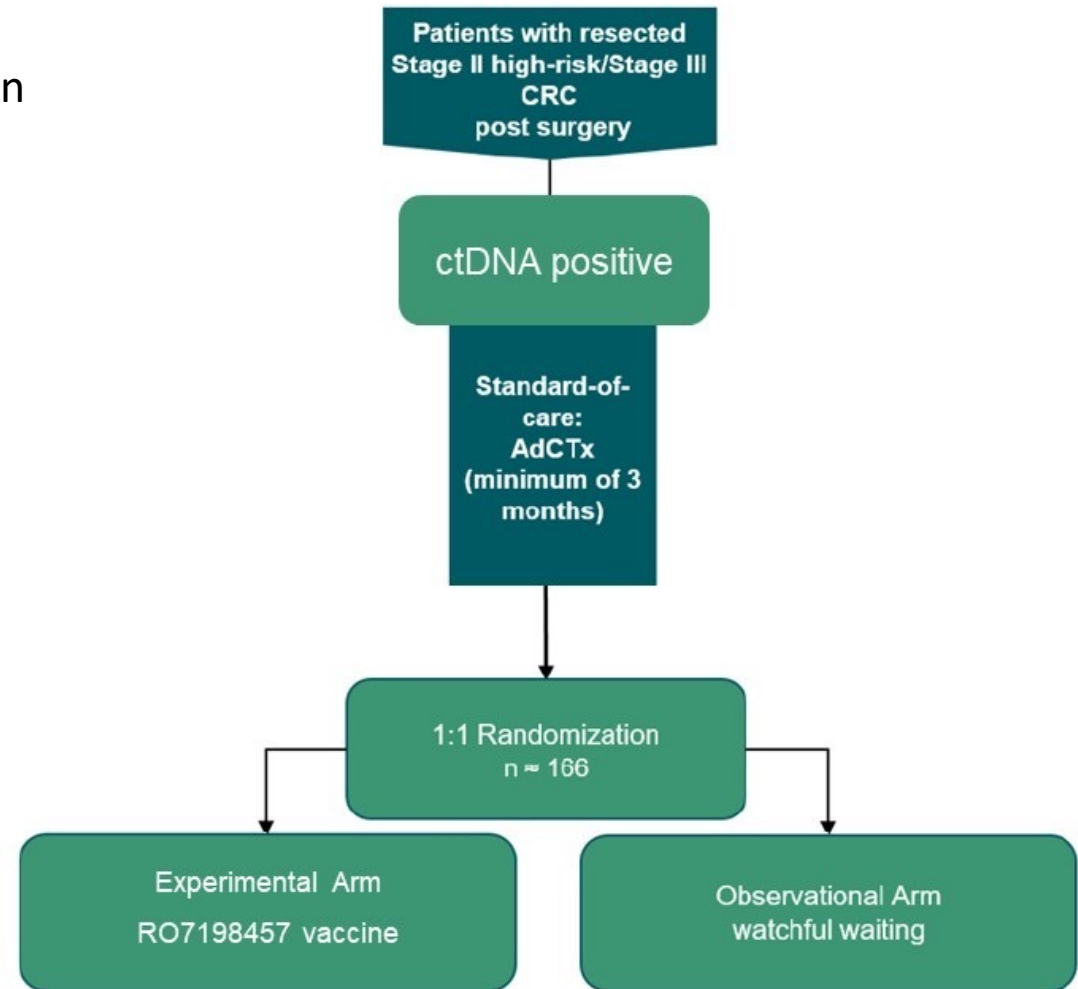 Patients with resected
Stage II high-risk/Stage III
CRC
post surgery
n
ctDNA positive
Standard-of-
care:
AdCTx
(minimum of 3
months)
1:1 Randomization
n ≈ 166
Experimental Arm
RO7198457 vaccine
Observational Arm
watchful waiting